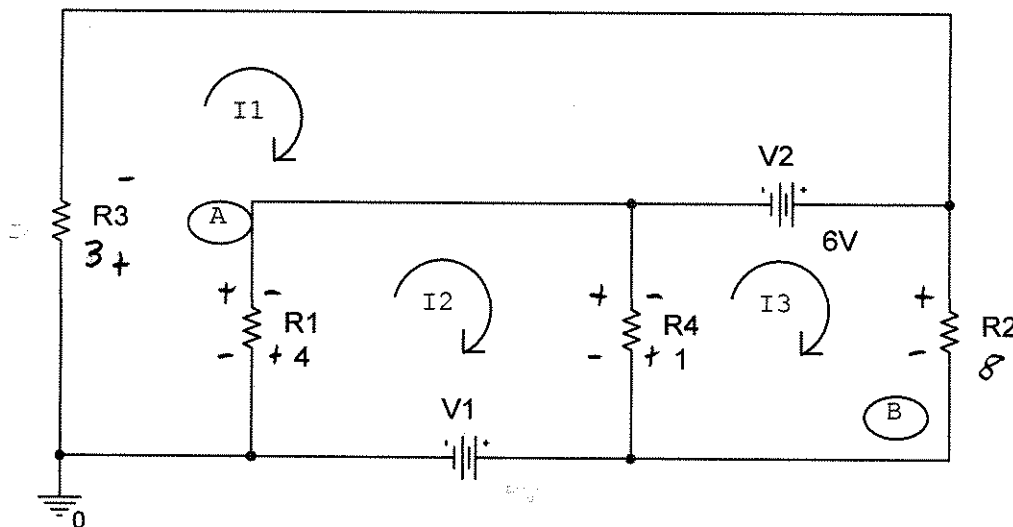 I1
V2
- +
-
R3
3 +
A
6V
+ -
R1
- + 4
I2
+ -
R4
- + 1
I3
+
R2
-
8
V1
- +
B
0